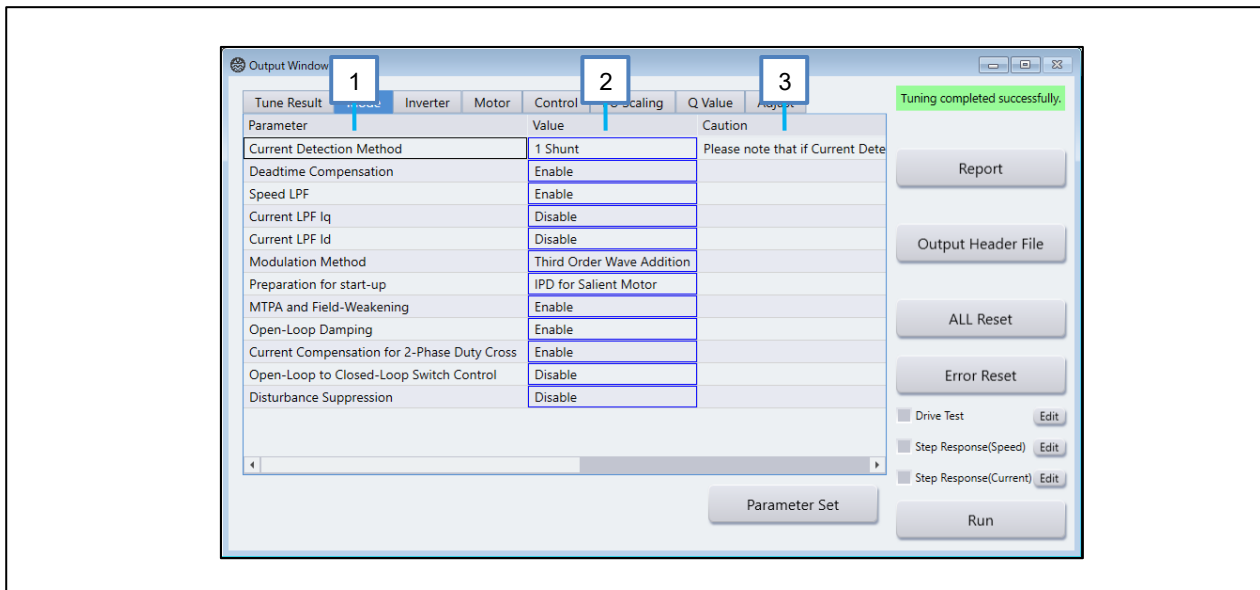 Output Window
1
2
3
Tune Result Inverter Motor Control Scaling Q Value
Tuning completed successfully.
Parameter Value Caution
Current Detection Method 1 Shunt Please note that if Current Dete
Deadtime Compensation Enable
Speed LPF Enable
Current LPF Iq Disable
Current LPF Id Disable
Modulation Method Third Order Wave Addition
Preparation for start-up IPD for Salient Motor
MTPA and Field-Weakening Enable
Open-Loop Damping Enable
Current Compensation for 2-Phase Duty Cross Enable
Open-Loop to Closed-Loop Switch Control Disable
Disturbance Suppression Disable
Parameter Set
Report
Output Header File
ALL Reset
Error Reset
Drive Test Edit
Step Response(Speed) Edit
Step Response(Current) Edit
Run